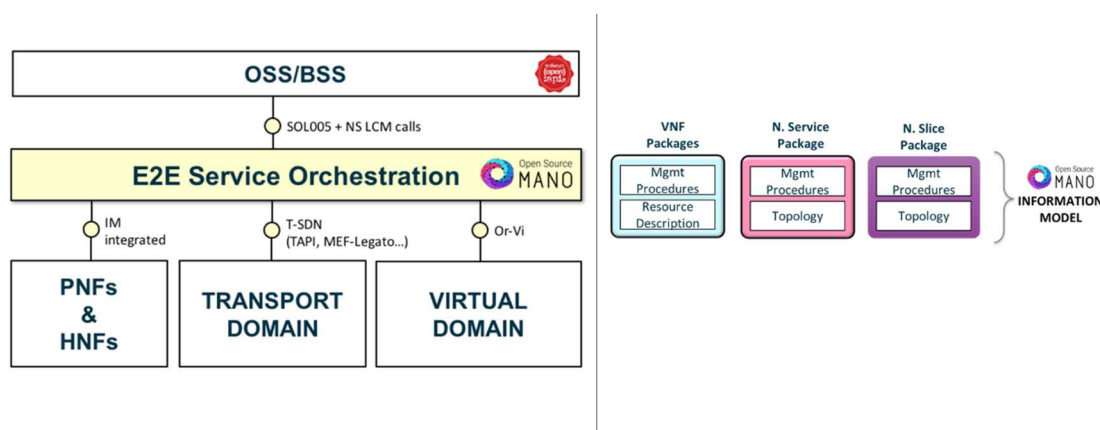 OSS/BSS
(open)
SOL005 + NS LCM calls
E2E Service Orchestration
Open Source
MANO
IM
integrated
T-SDN
(TAPI, MEF-Legato...)
Or-Vi
PNFs
&
HNFs
TRANSPORT
DOMAIN
VIRTUAL
DOMAIN
VNF
Packages
Mgmt
Procedures
Resource
Description
N. Service
Package
Mgmt
Procedures
Topology
N. Slice
Package
Mgmt
Procedures
Topology
Open Source
MANO
INFORMATION
MODEL